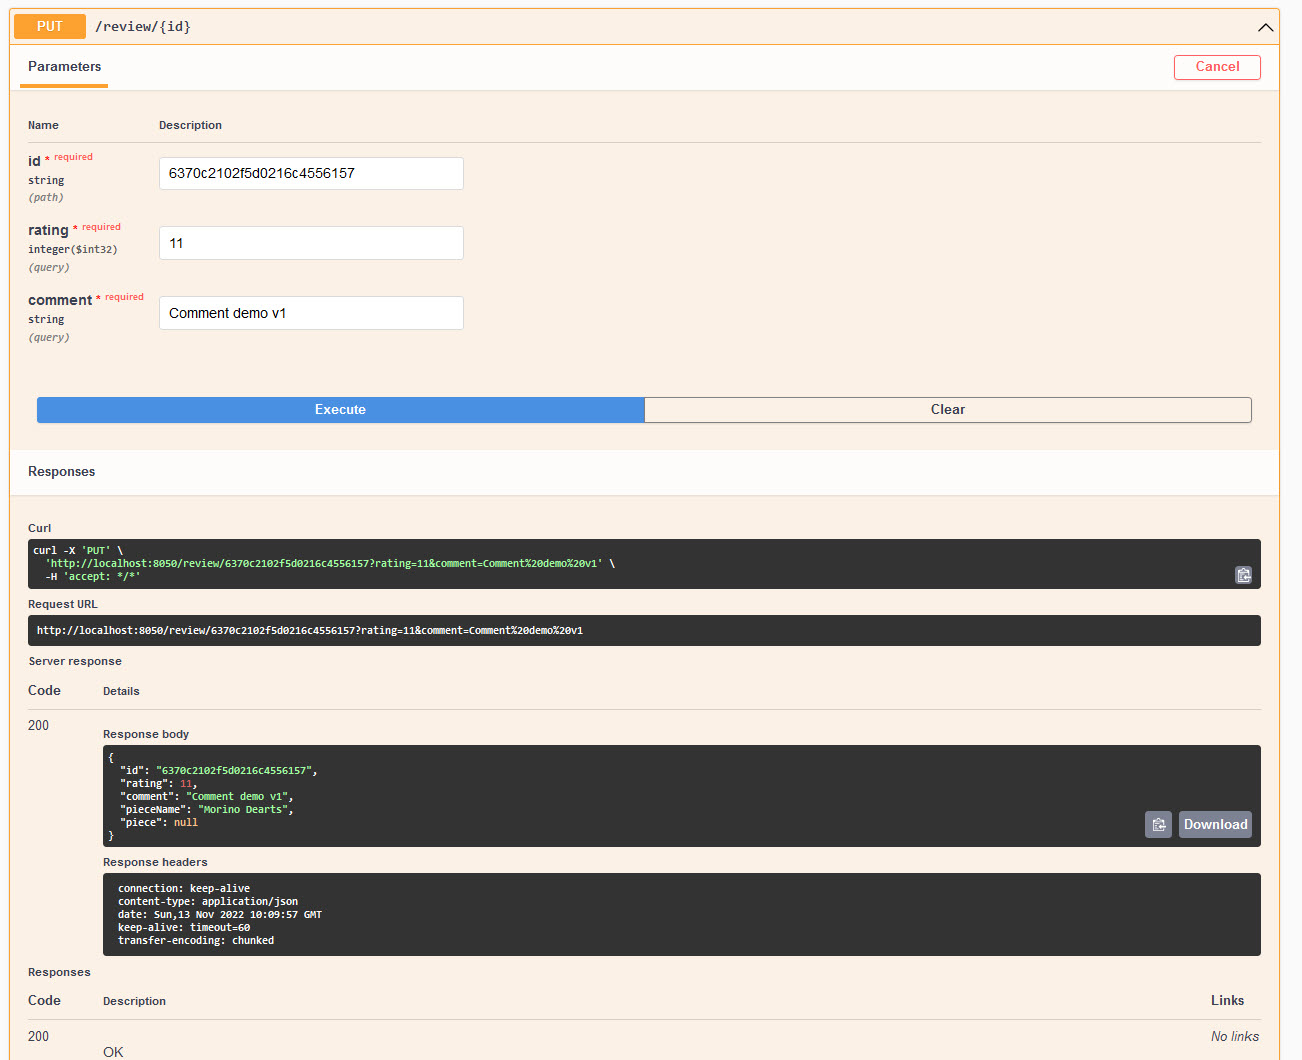 PUT /review/{id}
Parameters Cancel
Name Description
id * required
string
(path)
6370c2102f5d0216c4556157
rating * required
integer($int32)
(query)
11
comment * required
string
(query)
Comment demo v1
Execute Clear
Responses
Curl
curl -X 'PUT' \
'http://localhost:8050/review/6370c2102f5d0216c4556157?rating=11&comment=Comment%20demo%20v1' \
-H 'accept: */*'
Request URL
http://localhost:8050/review/6370c2102f5d0216c4556157?rating=11&comment=Comment%20demo%20v1
Server response
Code Details
200
Response body
{
"id": "6370c2102f5d0216c4556157",
"rating": 11,
"comment": "Comment demo v1",
"pieceName": "Morino Dearts",
"piece": null
}
Download
Response headers
connection: keep-alive
content-type: application/json
date: Sun,13 Nov 2022 10:09:57 GMT
keep-alive: timeout=60
transfer-encoding: chunked
Responses
Code Description Links
200 No links
OK